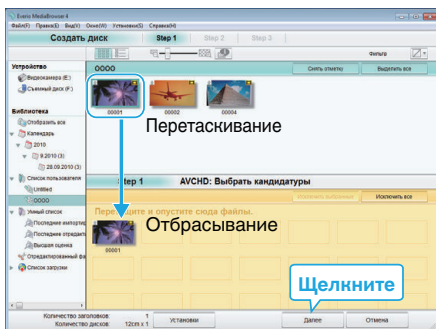 Everio MediaBrowser 4
Файл(F) Правка(E) Вид(V) Окно(W) Установки(S) Справка(H)
Создать диск Step 1 Step 2 Step 3
Фильтр
Устройство
Видеокамера (E:)
Съемный диск (F:)
Библиотека
Отобразить все
Календарь
2010
9.2010 (3)
28.09.2010 (3)
Список пользователя
Untitled
0000
Умный список
Последние импортир
Последние отредакти
Высшая оценка
Отредактированный фа
Список загрузки
0000 Снять отметку Выделить все
00001 00002 00004
Перетаскивание
Step 1 AVCHD: Выбрать кандидатуры
Исключить выбранное Исключить все
Перетащите и опустите сюда файлы.
Отбрасывание
00001
Щелкните
Количество заголовков: 1
Количество дисков: 12cm x 1
Установки Далее Отмена